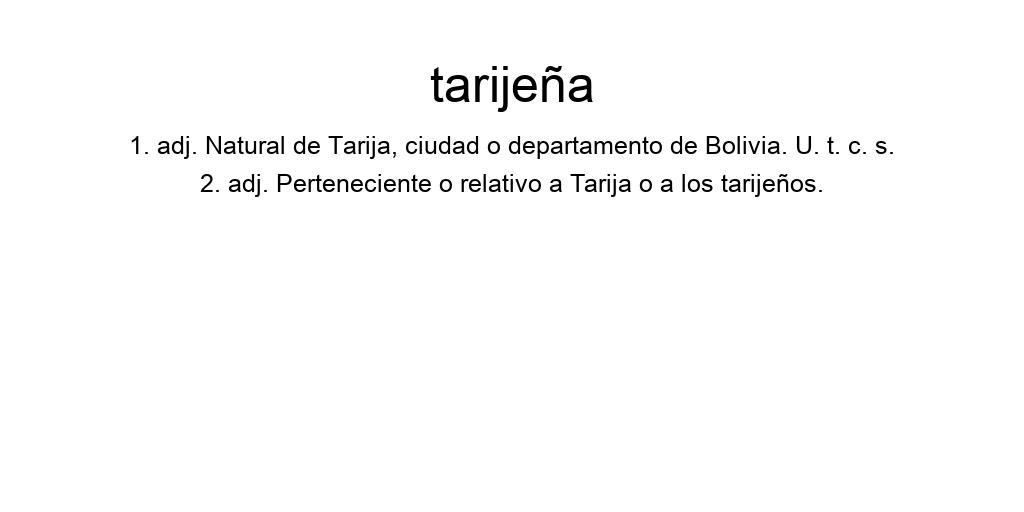 tarijeña
1. adj. Natural de Tarija, ciudad o departamento de Bolivia. U. t. c. s.
2. adj. Perteneciente o relativo a Tarija o a los tarijeños.